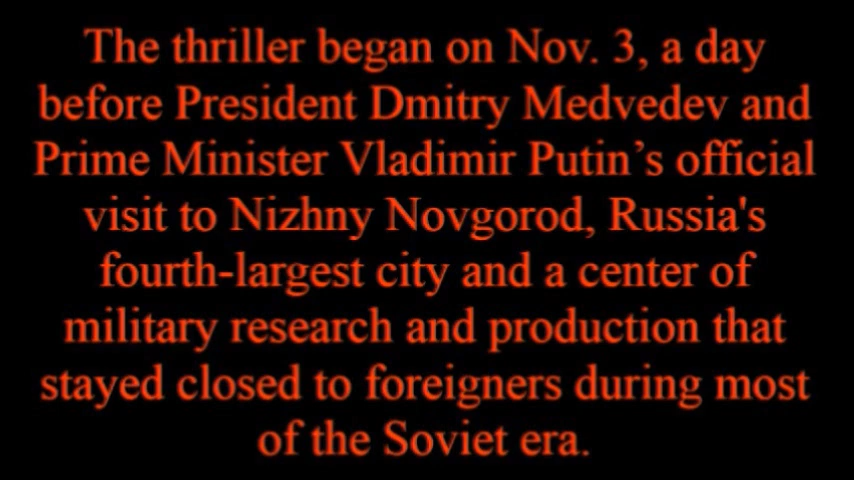 The thriller began on Nov. 3, a day
before President Dmitry Medvedev and
Prime Minister Vladimir Putin’s official
visit to Nizhny Novgorod, Russia's
fourth-largest city and a center of
military research and production that
stayed closed to foreigners during most
of the Soviet era.